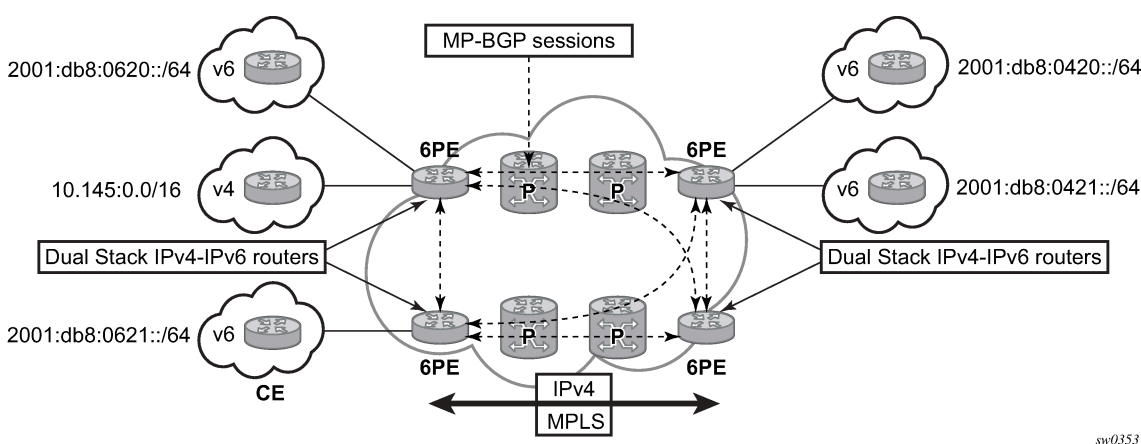 MP-BGP sessions
2001:db8:0620::/64
v6
v6
2001:db8:0420::/64
6PE
6PE
10.145:0.0/16
v4
P
P
v6
2001:db8:0421::/64
Dual Stack IPv4-IPv6 routers
Dual Stack IPv4-IPv6 routers
2001:db8:0621::/64
v6
P
P
6PE
6PE
CE
IPv4
MPLS
sw0353